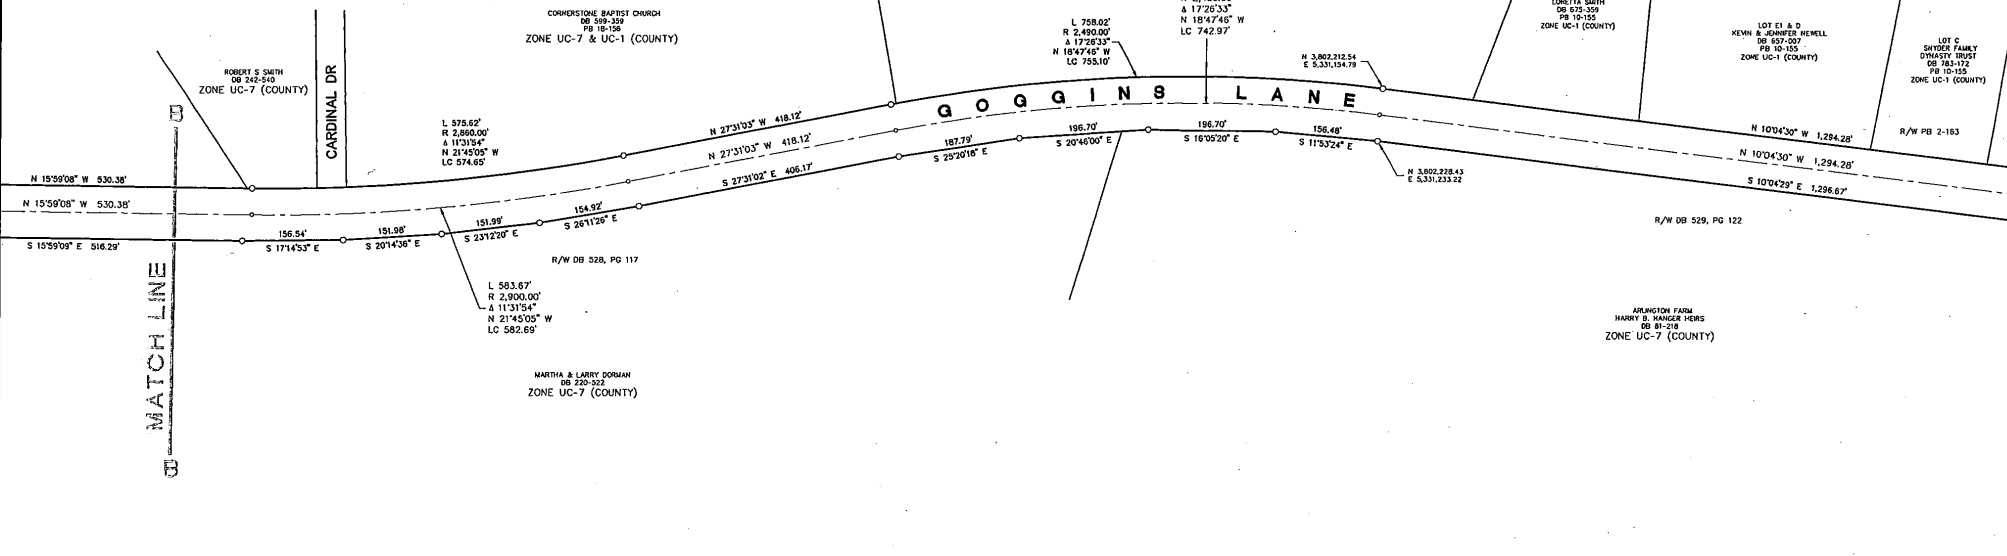 CORNERSTONE BAPTIST CHURCH
DB 599-359
PB 18-156
ZONE UC-7 & UC-1 (COUNTY)
ROBERT S SMITH
DB 242-540
ZONE UC-7 (COUNTY)
CARDINAL DR
L 575.62'
R 2,860.00'
Δ 11°31'54"
N 21°45'05" W
LC 574.65'
L 758.02'
R 2,490.00'
Δ 17°26'33"
N 18°47'46" W
LC 755.10'
Δ 17°26'33"
N 18°47'46" W
LC 742.97'
N 3,802,212.54
E 5,331,154.79
LORETTA SMITH
DB 675-359
PB 10-155
ZONE UC-1 (COUNTY)
LOT E1 & D
KEVIN & JENNIFER NEWELL
DB 657-007
PB 10-155
ZONE UC-1 (COUNTY)
LOT C
SNYDER FAMILY
DYNASTY TRUST
DB 783-172
PB 10-155
ZONE UC-1 (COUNTY)
R/W PB 2-163
GOGGINS LANE
N 15°59'08" W 530.38'
N 27°31'03" W 418.12'
N 10°04'30" W 1,294.28'
N 15°59'08" W 530.38'
N 27°31'03" W 418.12'
N 10°04'30" W 1,294.28'
S 15°59'09" E 516.29'
156.54'
S 17°14'53" E
151.98'
S 20°14'36" E
151.99'
S 23°12'20" E
154.92'
S 26°11'26" E
S 27°31'02" E 406.17'
187.79'
S 25°20'18" E
196.70'
S 20°46'00" E
196.70'
S 16°05'20" E
156.48'
S 11°53'24" E
S 10°04'29" E 1,296.67'
N 3,802,228.43
E 5,331,233.22
R/W DB 529, PG 122
R/W DB 528, PG 117
L 583.67'
R 2,900.00'
Δ 11°31'54"
N 21°45'05" W
LC 582.69'
B
MATCH LINE
B
MARTHA & LARRY DORMAN
DB 220-522
ZONE UC-7 (COUNTY)
ARLINGTON FARM
HARRY B. HANGER HEIRS
DB 81-218
ZONE UC-7 (COUNTY)